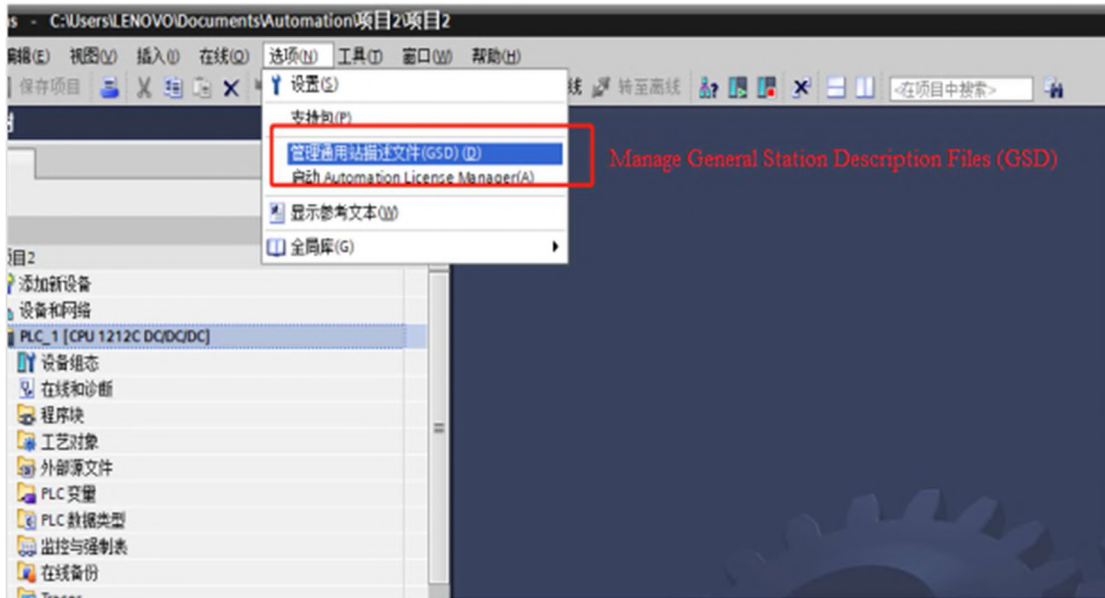 - C:\Users\LENOVO\Documents\Automation\项目2\项目2
编辑(E) 视图(V) 插入(I) 在线(O) 选项(N) 工具(T) 窗口(W) 帮助(H)
保存项目 转至离线 <在项目中搜索>
设置(S)
支持包(P)
管理通用站描述文件(GSD) (D)
Manage General Station Description Files (GSD)
启动 Automation License Manager(A)
显示参考文本(W)
全局库(G)
项目2
添加新设备
设备和网络
PLC_1 [CPU 1212C DC/DC/DC]
设备组态
在线和诊断
程序块
工艺对象
外部源文件
PLC 变量
PLC 数据类型
监控与强制表
在线备份
Traces